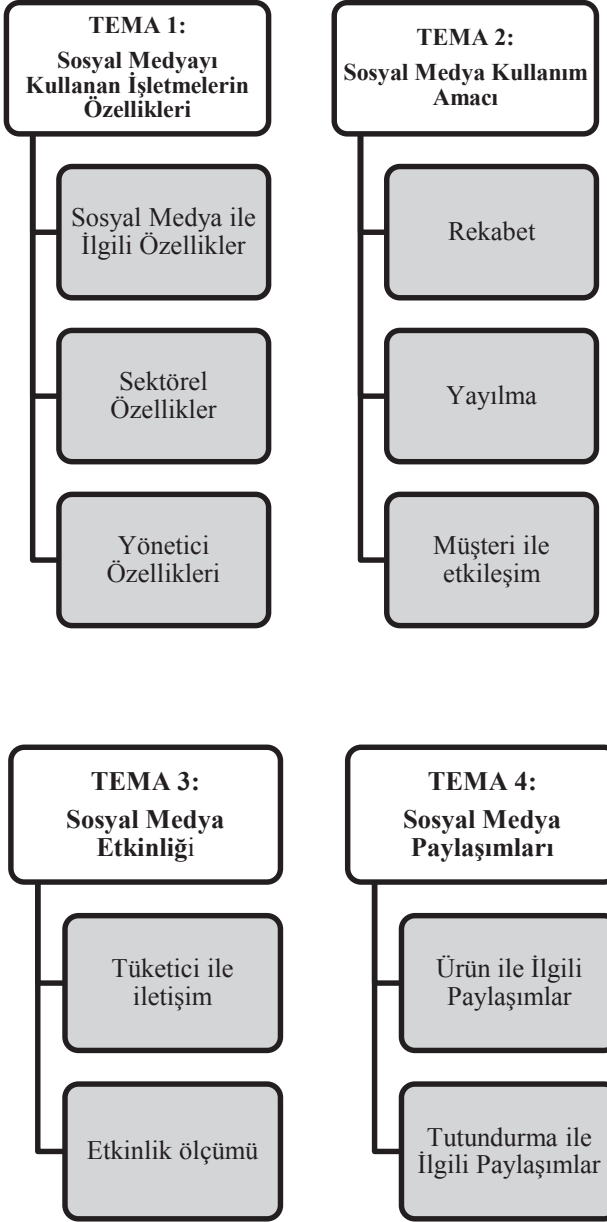 TEMA 1:
Sosyal Medyayı
Kullanan İşletmelerin
Özellikleri
Sosyal Medya ile
İlgili Özellikler
Sektörel
Özellikler
Yönetici
Özellikleri
TEMA 2:
Sosyal Medya Kullanım
Amacı
Rekabet
Yayılma
Müşteri ile
etkileşim
TEMA 3:
Sosyal Medya
Etkinliği
Tüketici ile
iletişim
Etkinlik ölçümü
TEMA 4:
Sosyal Medya
Paylaşımları
Ürün ile İlgili
Paylaşımlar
Tutundurma ile
İlgili Paylaşımlar